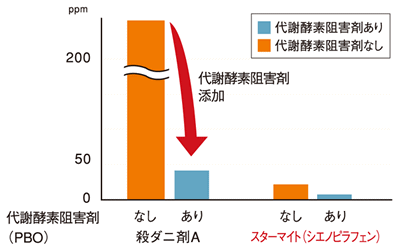 ppm
200
50
0
代謝酵素阻害剤あり
代謝酵素阻害剤なし
代謝酵素阻害剤
添加
代謝酵素阻害剤
(PBO)
なし
あり
なし
あり
殺ダニ剤A
スターマイト(シエノピラフェン)